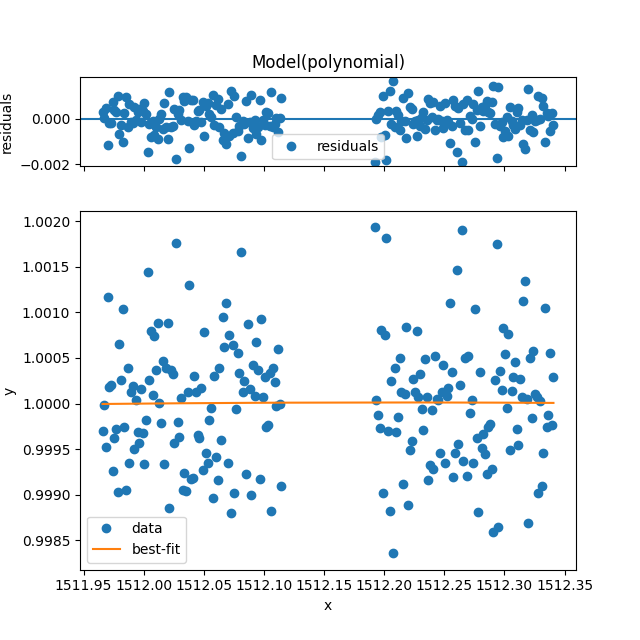 Model(polynomial)
residuals
0.000
−0.002
residuals
1.0020
1.0015
1.0010
1.0005
1.0000
0.9995
0.9990
0.9985
y
data
best-fit
1511.95 1512.00 1512.05 1512.10 1512.15 1512.20 1512.25 1512.30 1512.35
x